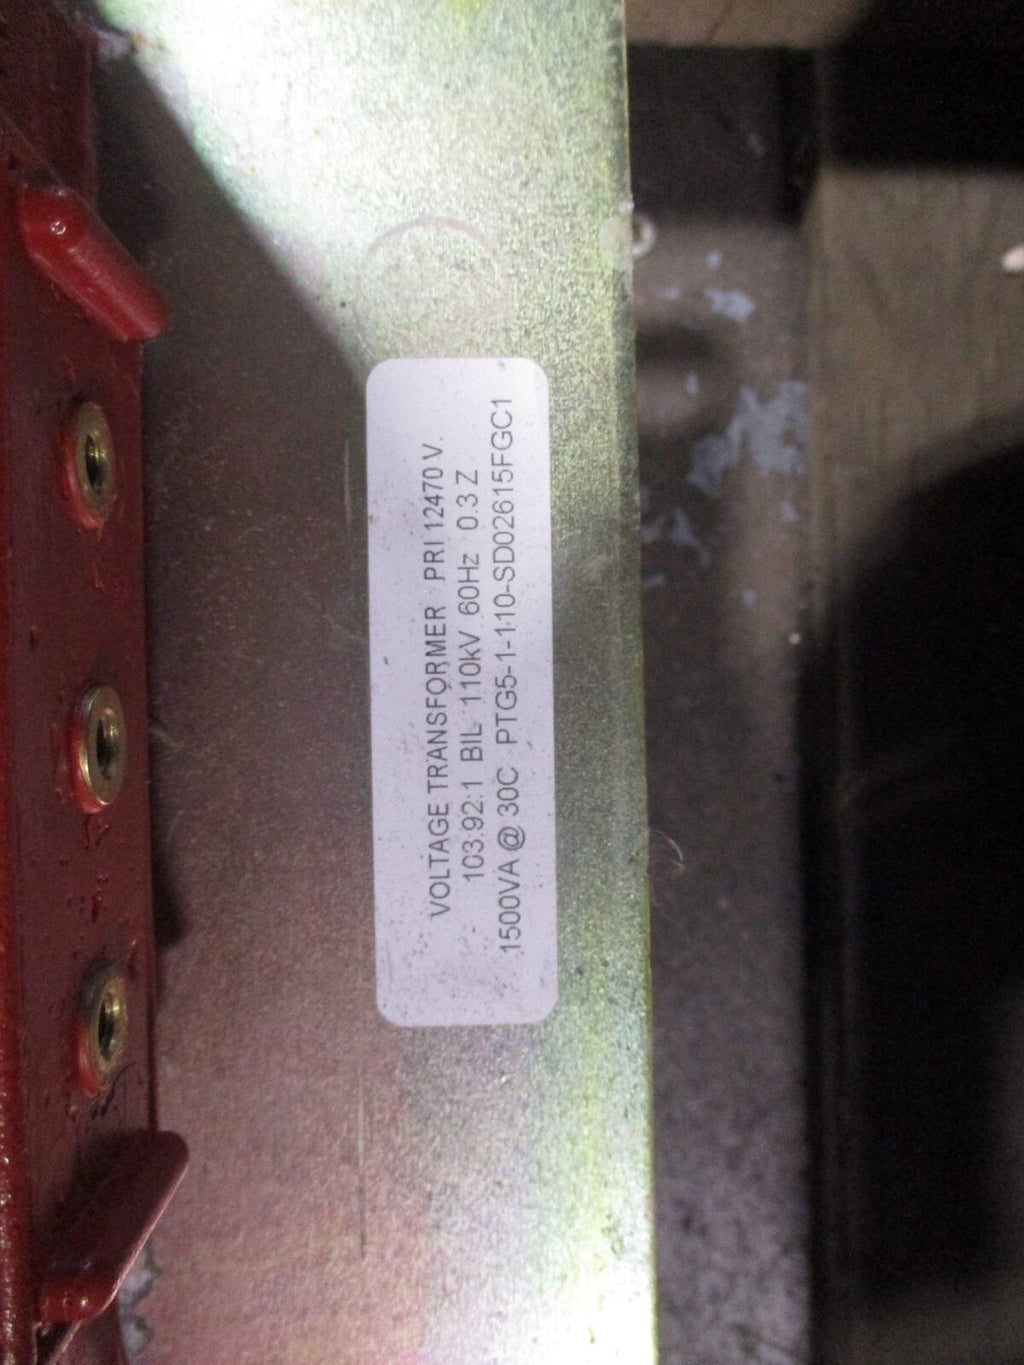 VOLTAGE TRANSFORMER PRI 12470 V.
103.92:1 BIL 110kV 60Hz 0.3 Z
1500VA @ 30C PTG5-1-110-SD02615FGC1